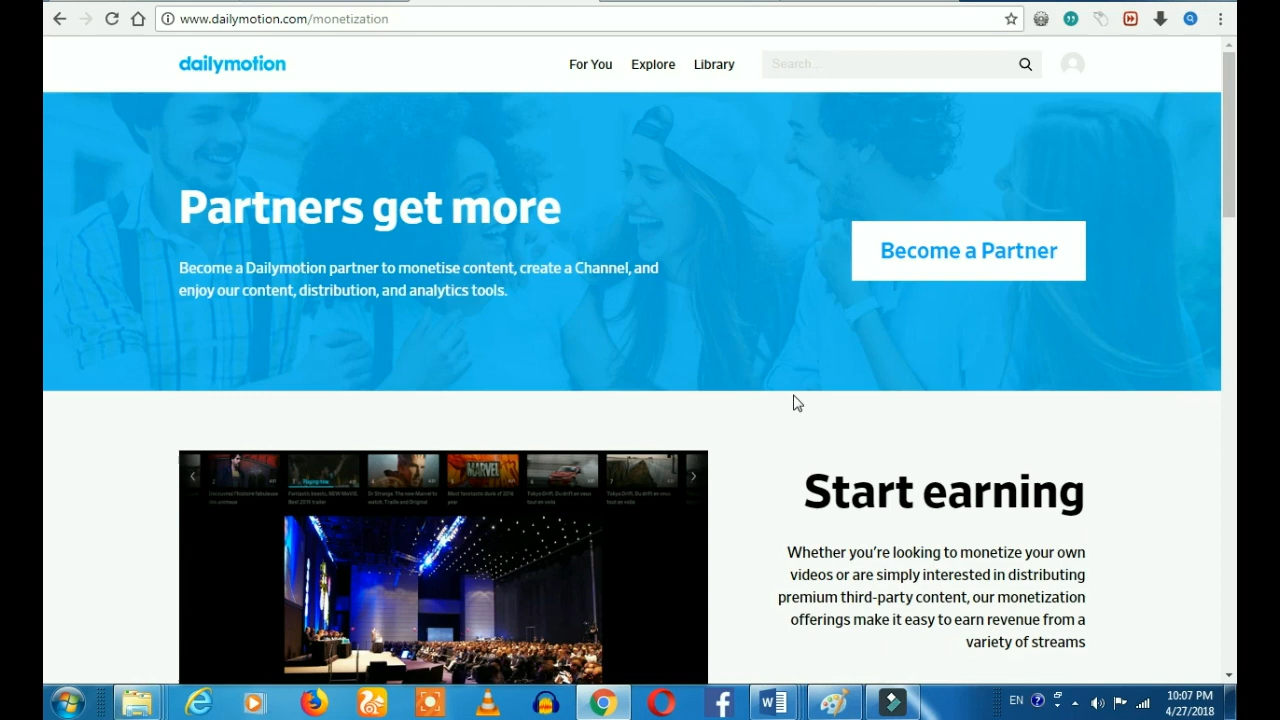 www.dailymotion.com/monetization
dailymotion
For You
Explore
Library
Search...
Partners get more
Become a Dailymotion partner to monetise content, create a Channel, and
enjoy our content, distribution, and analytics tools.
Become a Partner
MARVEL
Start earning
Whether you're looking to monetize your own
videos or are simply interested in distributing
premium third-party content, our monetization
offerings make it easy to earn revenue from a
variety of streams
EN
10:07 PM
4/27/2018